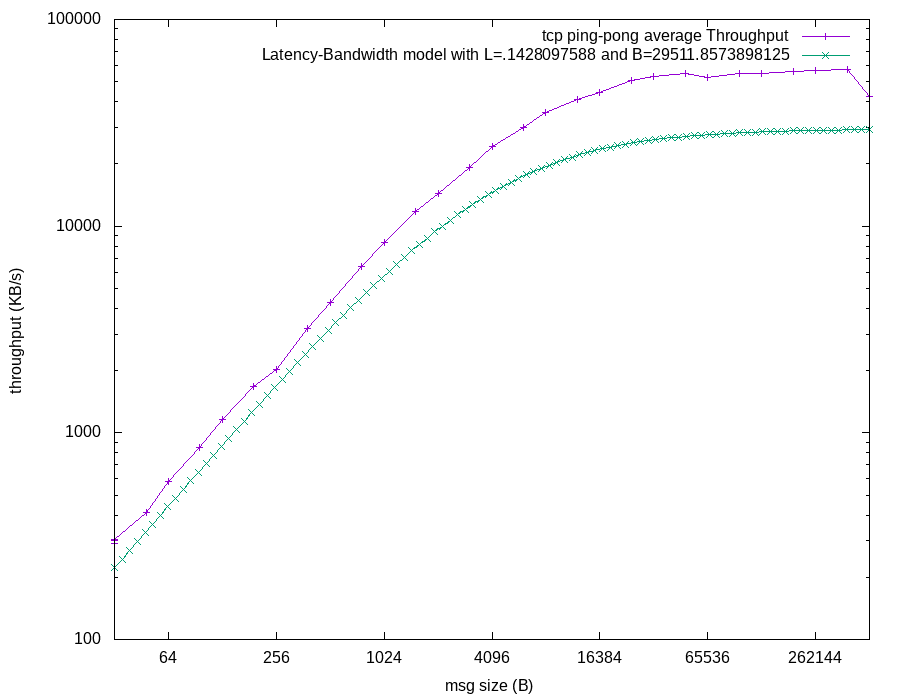 tcp ping-pong average Throughput
Latency-Bandwidth model with L=.1428097588 and B=29511.8573898125
100000
10000
1000
100
throughput (KB/s)
64 256 1024 4096 16384 65536 262144
msg size (B)